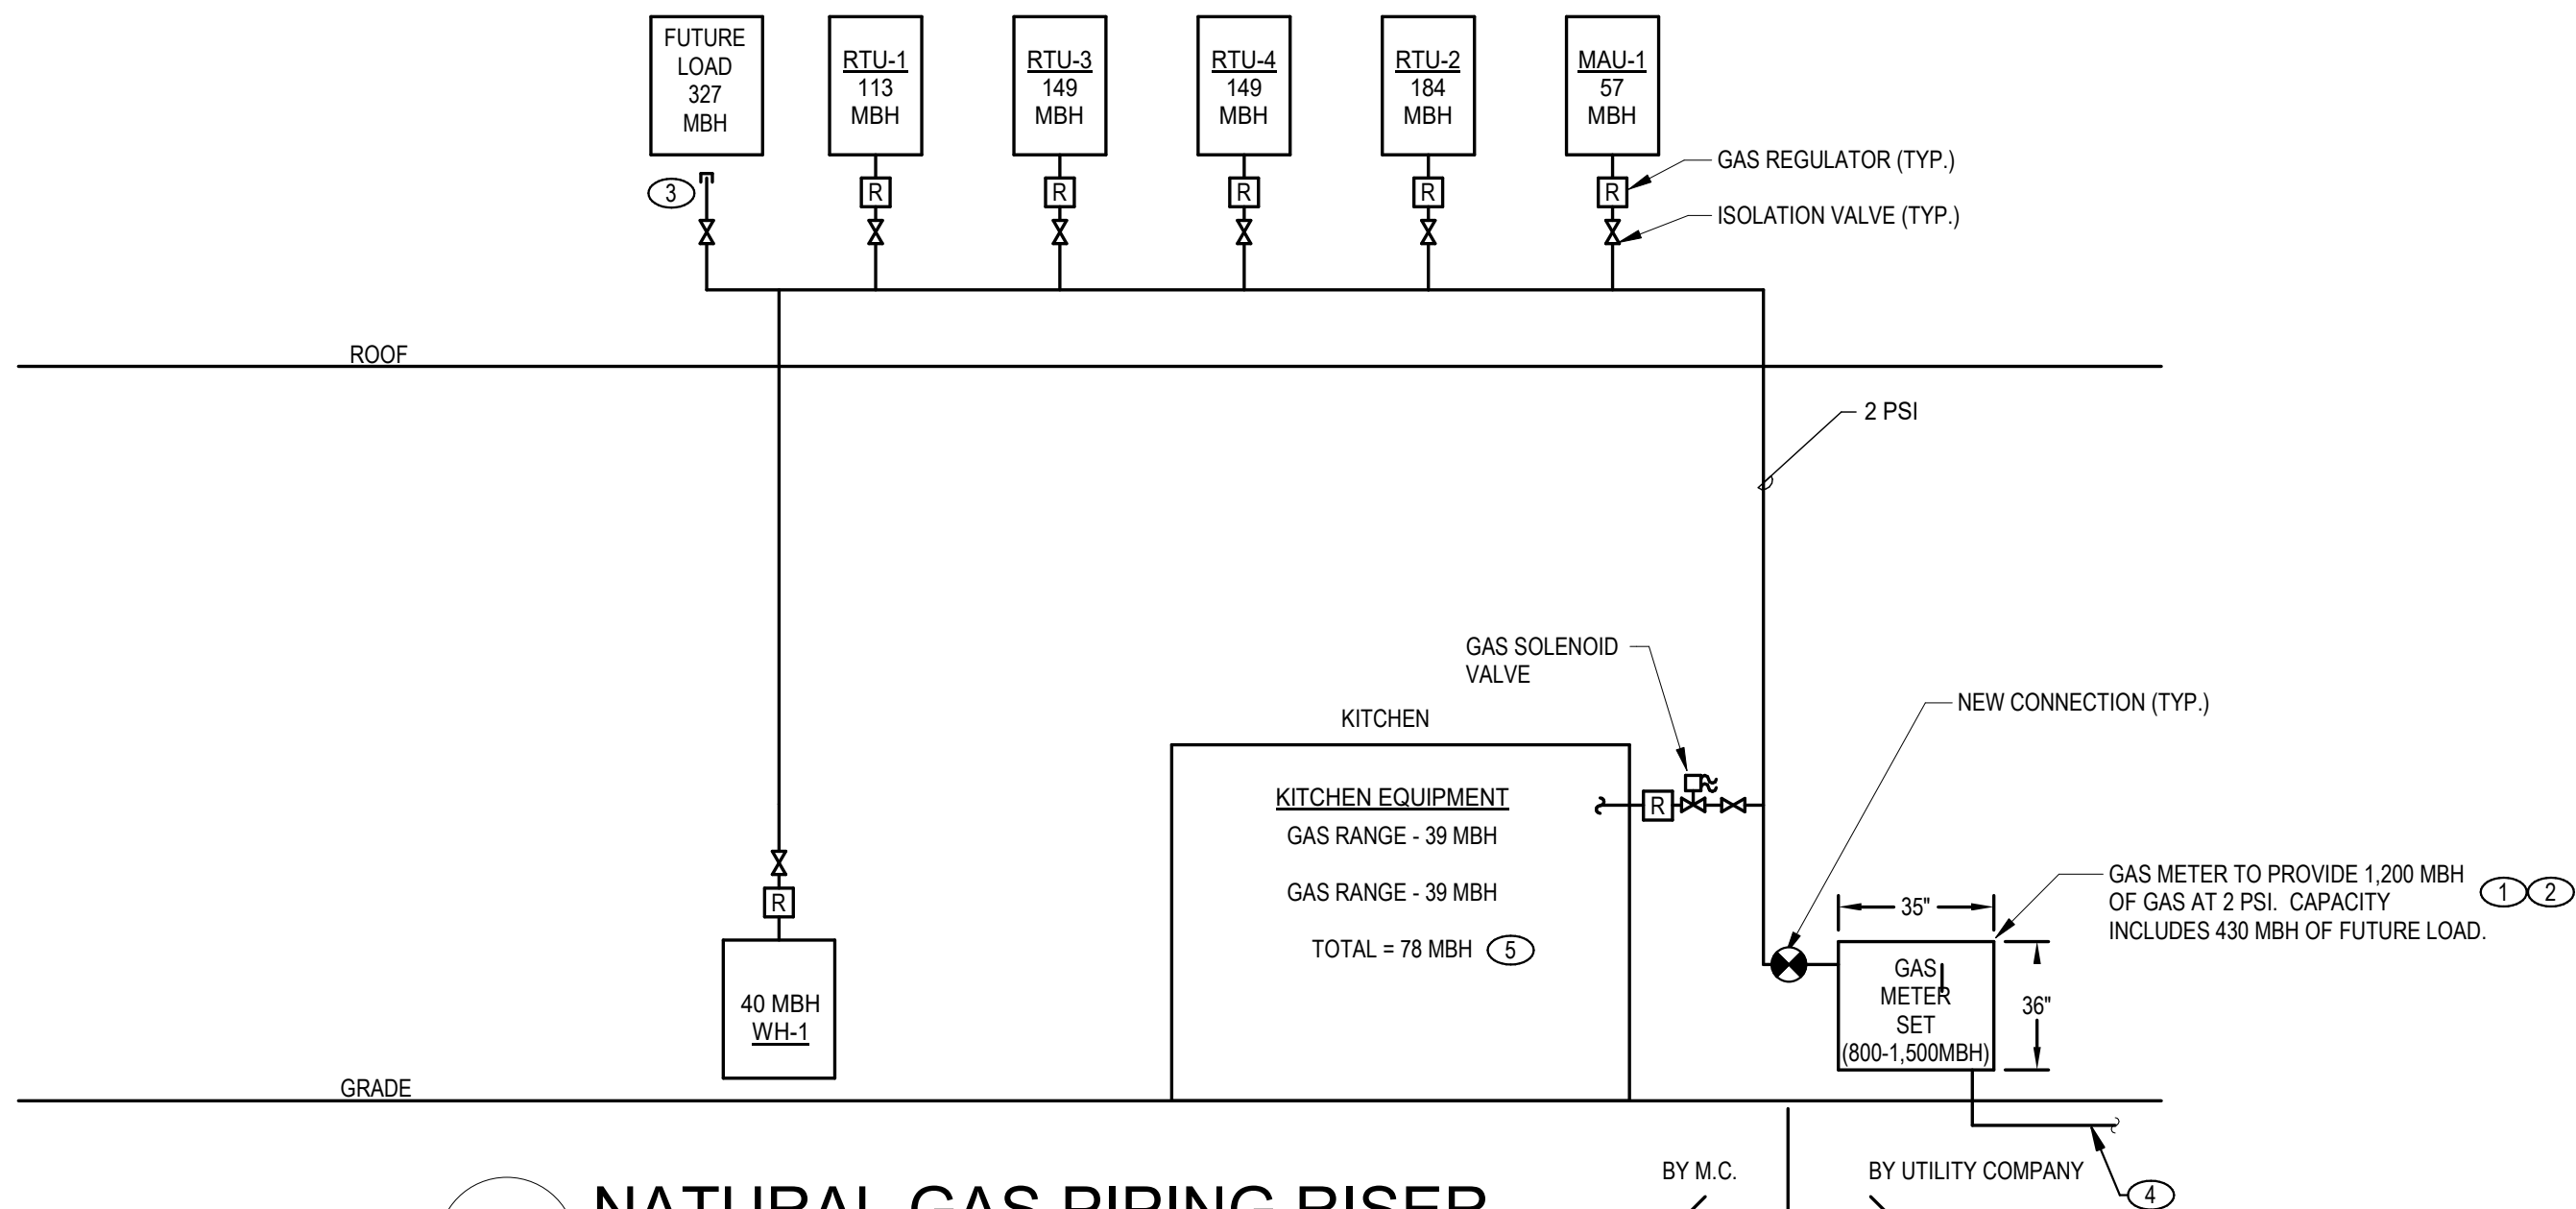 FUTURE
LOAD
327
MBH
RTU-1
113
MBH
RTU-3
149
MBH
RTU-4
149
MBH
RTU-2
184
MBH
MAU-1
57
MBH
GAS REGULATOR (TYP.)
3
R
R
R
R
R
ISOLATION VALVE (TYP.)
ROOF
2 PSI
GAS SOLENOID
VALVE
NEW CONNECTION (TYP.)
KITCHEN
KITCHEN EQUIPMENT
GAS RANGE - 39 MBH
GAS RANGE - 39 MBH
TOTAL = 78 MBH 5
R
R
40 MBH
WH-1
GAS METER TO PROVIDE 1,200 MBH
OF GAS AT 2 PSI. CAPACITY
INCLUDES 430 MBH OF FUTURE LOAD.
1 2
35"
36"
GAS
METER
SET
(800-1,500MBH)
GRADE
BY M.C.
BY UTILITY COMPANY
4
NATURAL GAS PIPING RISER